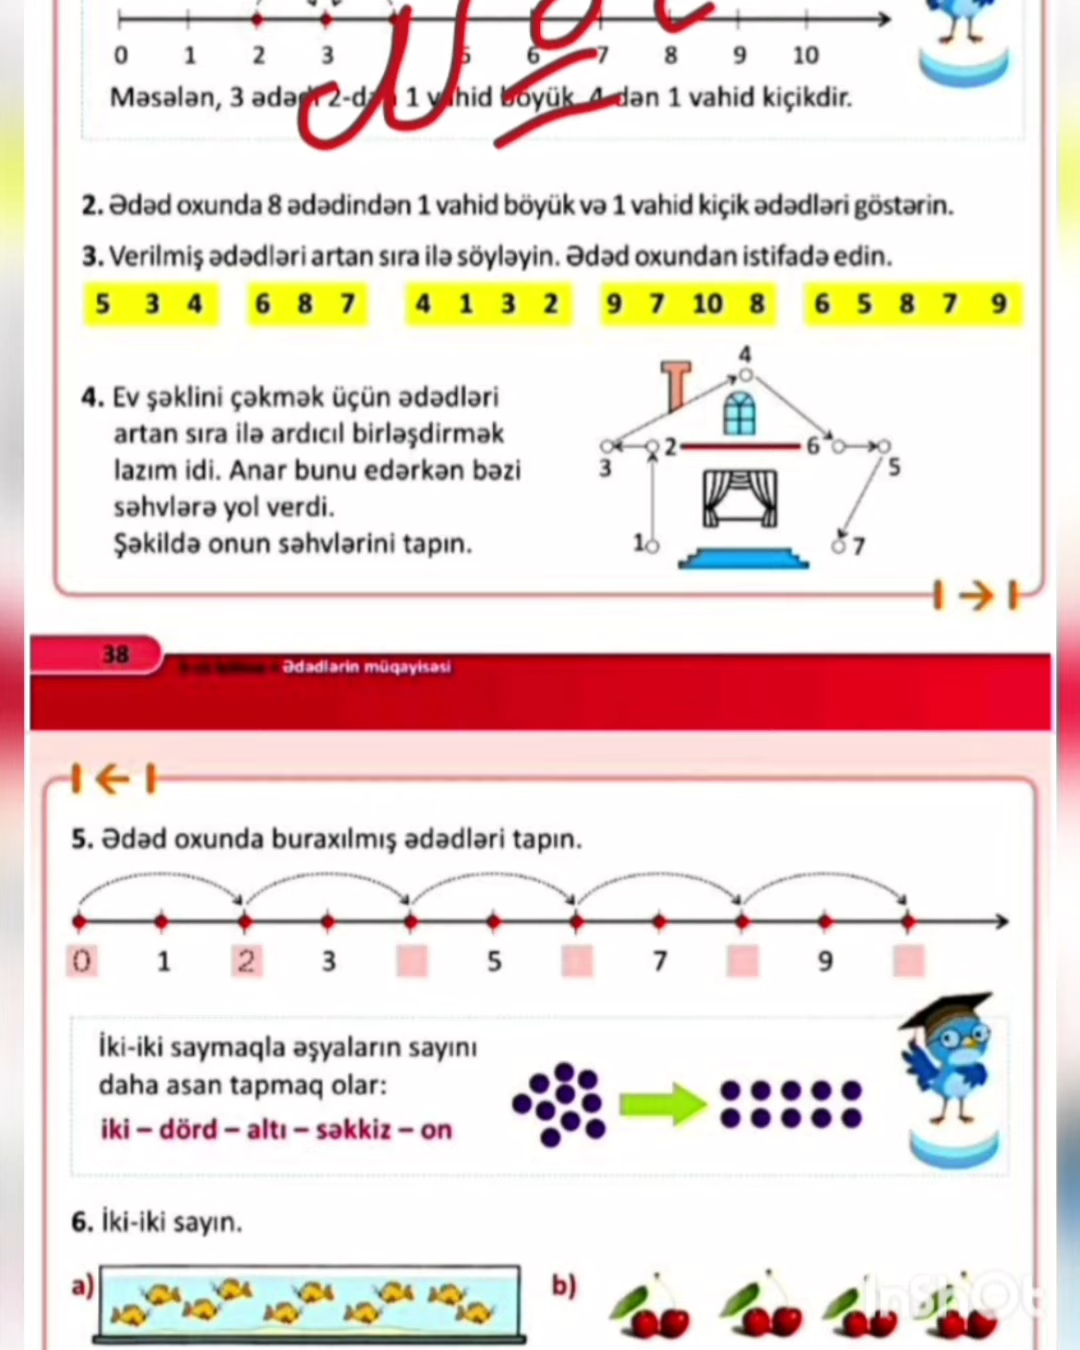 0 1 2 3 5 6 7 8 9 10
Məsələn, 3 ədədi 2-dən 1 vahid böyük, 4-dən 1 vahid kiçikdir.
2. Ədəd oxunda 8 ədədindən 1 vahid böyük və 1 vahid kiçik ədədləri göstərin.
3. Verilmiş ədədləri artan sıra ilə söyləyin. Ədəd oxundan istifadə edin.
5 3 4 6 8 7 4 1 3 2 9 7 10 8 6 5 8 7 9
4. Ev şəklini çəkmək üçün ədədləri
artan sıra ilə ardıcıl birləşdirmək
lazım idi. Anar bunu edərkən bəzi
səhvlərə yol verdi.
Şəkildə onun səhvlərini tapın.
4
2 6
3 5
1 7
38
Ədədlərin müqayisəsi
5. Ədəd oxunda buraxılmış ədədləri tapın.
0 1 2 3 5 7 9
İki-iki saymaqla əşyaların sayını
daha asan tapmaq olar:
iki – dörd – altı – səkkiz – on
6. İki-iki sayın.
a) b)
InShOt